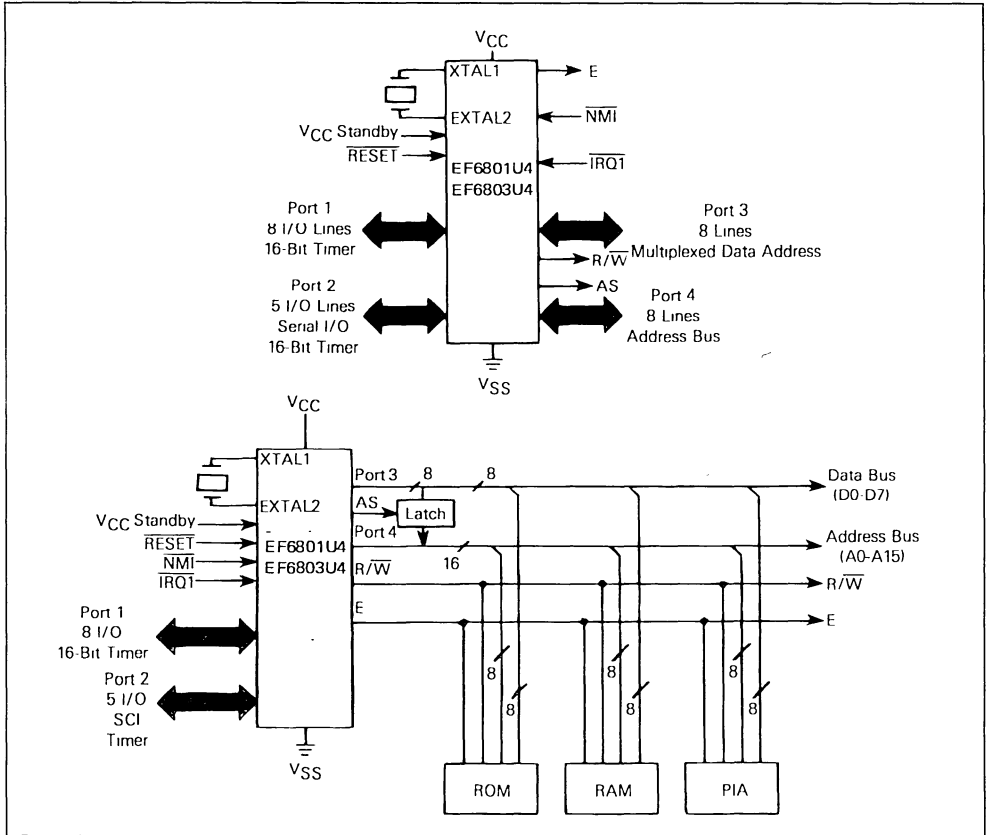 VCC
XTAL1
E
EXTAL2
NMI
VCC Standby
RESET
IRQ1
EF6801U4
EF6803U4
Port 1
8 I/O Lines
16-Bit Timer
Port 3
8 Lines
Multiplexed Data Address
R/W
AS
Port 2
5 I/O Lines
Serial I/O
16-Bit Timer
Port 4
8 Lines
Address Bus
VSS
VCC
XTAL1
EXTAL2
VCC Standby
RESET
NMI
IRQ1
EF6801U4
EF6803U4
Port 3
8
8
Data Bus
(D0-D7)
AS
Latch
Port 4
16
Address Bus
(A0-A15)
R/W
R/W
E
E
Port 1
8 I/O
16-Bit Timer
Port 2
5 I/O
SCI
Timer
8
8
8
8
8
8
VSS
ROM
RAM
PIA